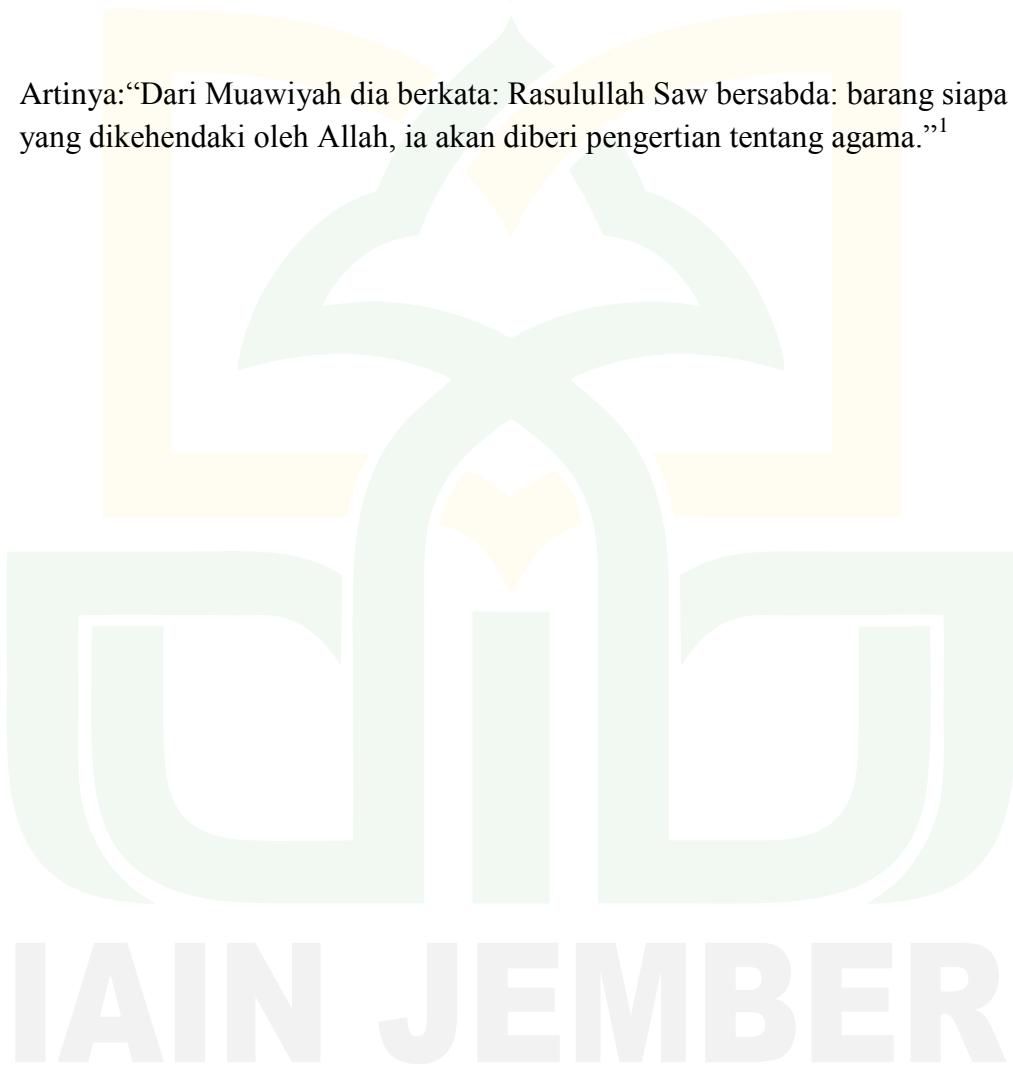 Artinya:“Dari Muawiyah dia berkata: Rasulullah Saw bersabda: barang siapa
yang dikehendaki oleh Allah, ia akan diberi pengertian tentang agama.”1
IAIN JEMBER